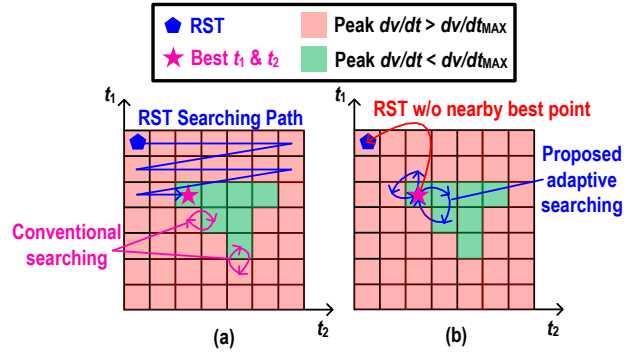 RST
Peak dv/dt > dv/dtMAX
Best t1 & t2
Peak dv/dt < dv/dtMAX
t1
RST Searching Path
t1
RST w/o nearby best point
Proposed
adaptive
searching
Conventional
searching
t2
t2
(a)
(b)